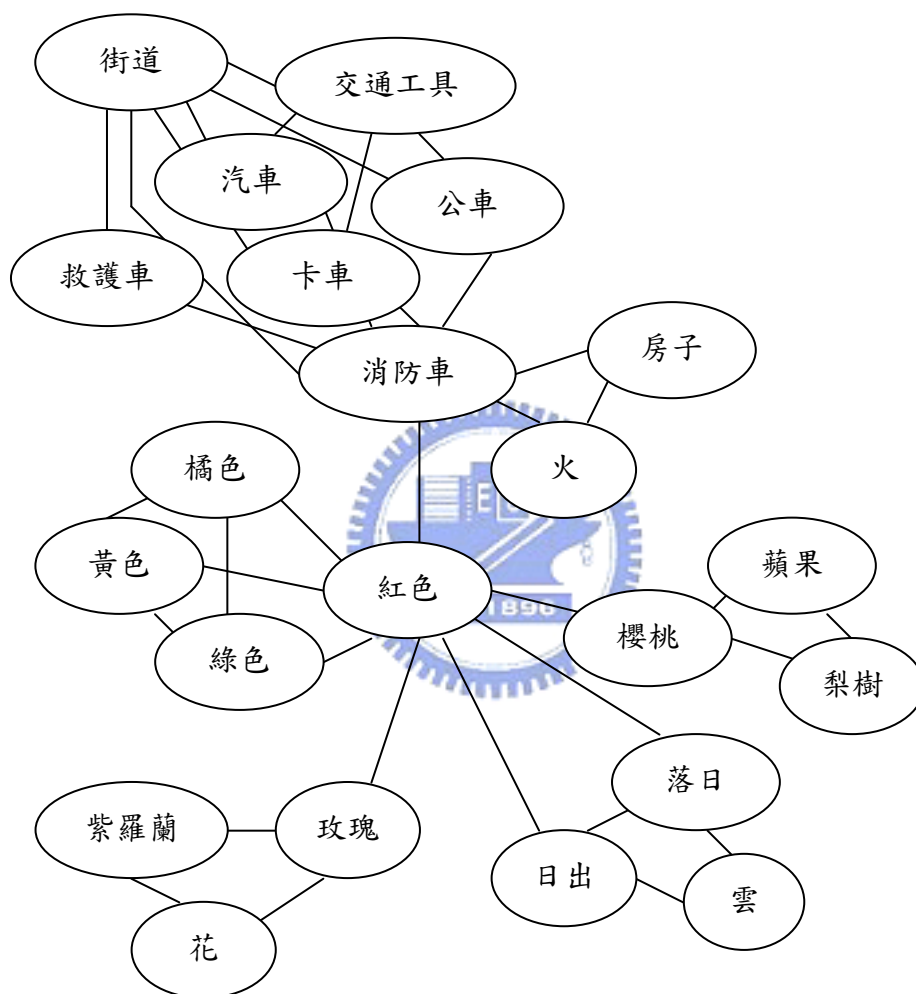 街道
交通工具
汽車
公車
救護車
卡車
消防車
房子
火
橘色
黃色
紅色
綠色
蘋果
櫻桃
梨樹
1896
落日
紫羅蘭
玫瑰
日出
雲
花